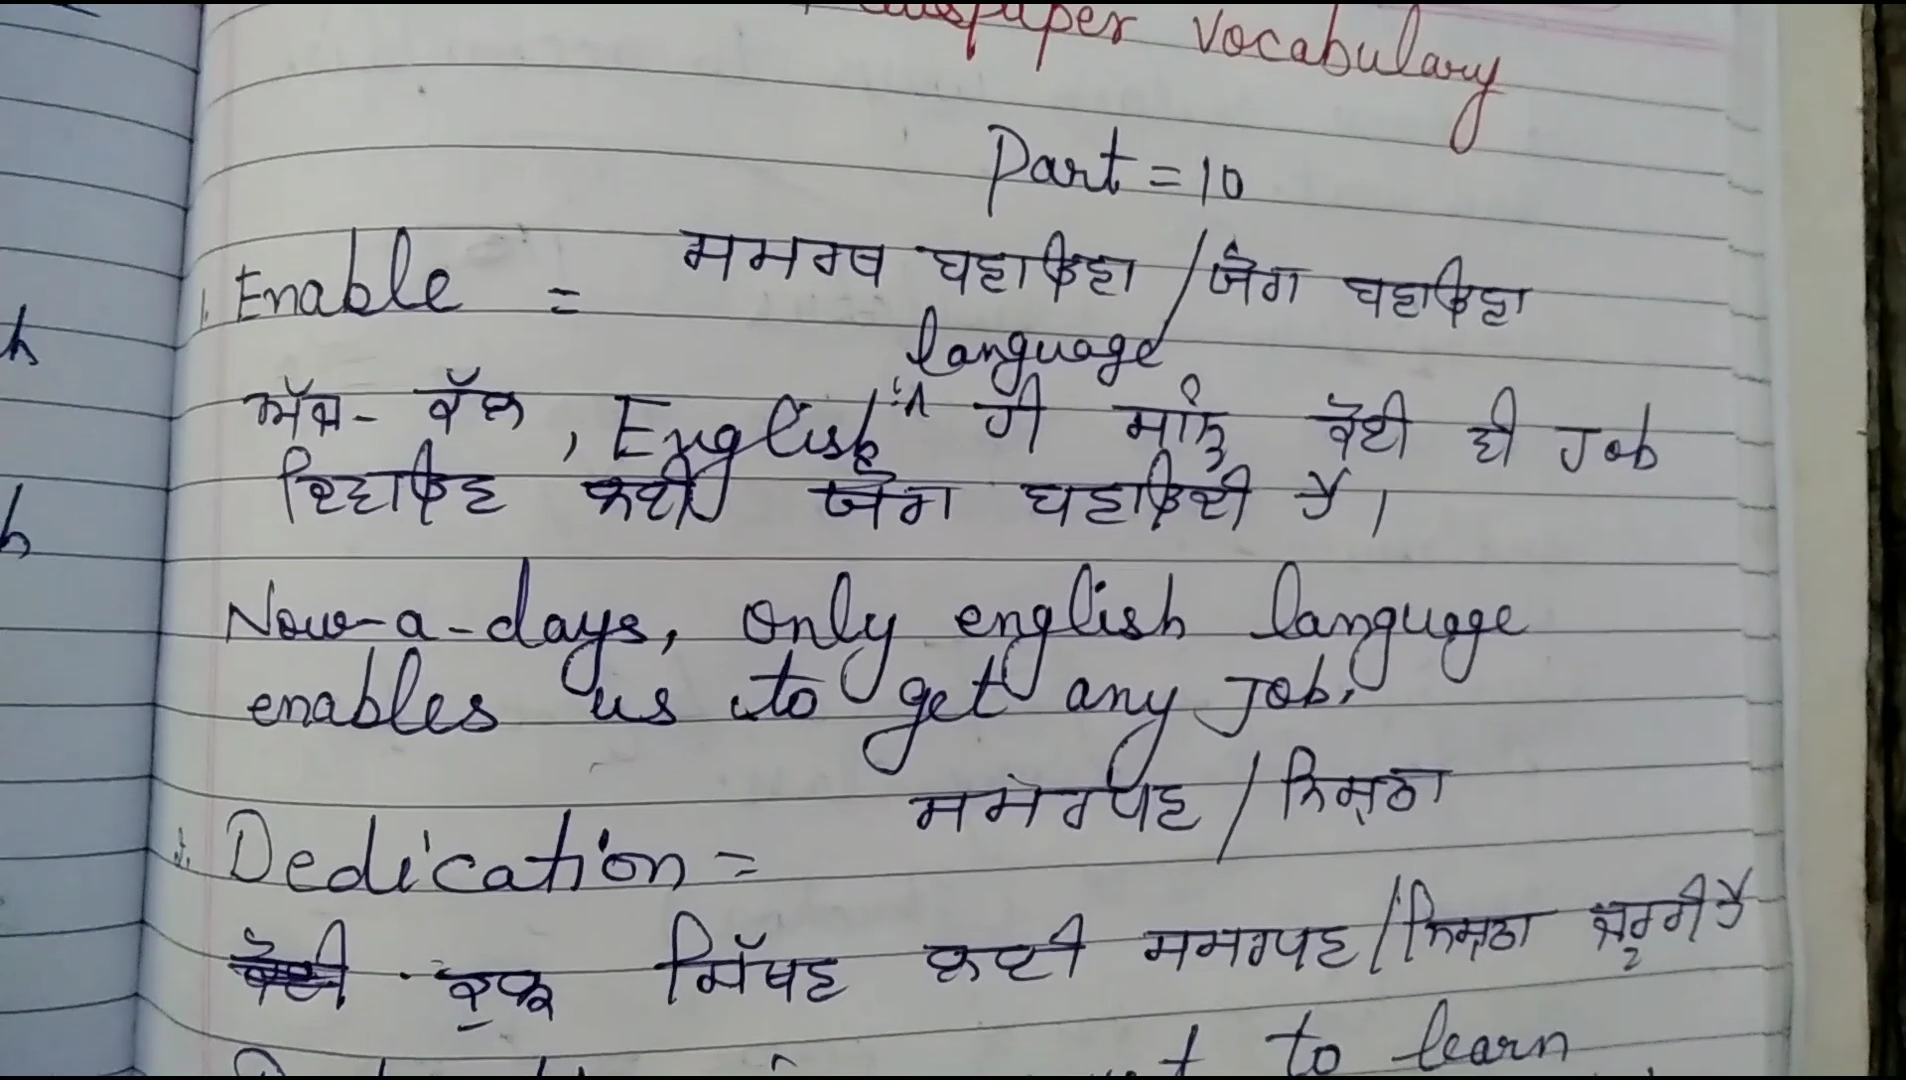 Newspaper Vocabulary
Part = 10
1. Enable = ਸਮਰਥ ਬਣਾਉਣਾ / ਯੋਗ ਬਣਾਉਣਾ
language
ਅੱਜ - ਕੱਲ , English ਹੀ ਸਾਨੂੰ ਕੋਈ ਵੀ Job
ਦਿਵਾਉਣ ਲਈ ਯੋਗ ਬਣਾਉਂਦੀ ਹੈ ।
Now-a-days, only english language
enables us to get any Job.
2. Dedication = ਸਮਰਪਣ / ਨਿਸ਼ਠਾ
ਕੁਝ ਸਿੱਖਣ ਲਈ ਸਮਰਪਣ / ਨਿਸ਼ਠਾ ਜ਼ਰੂਰੀ ਹੈ
to learn